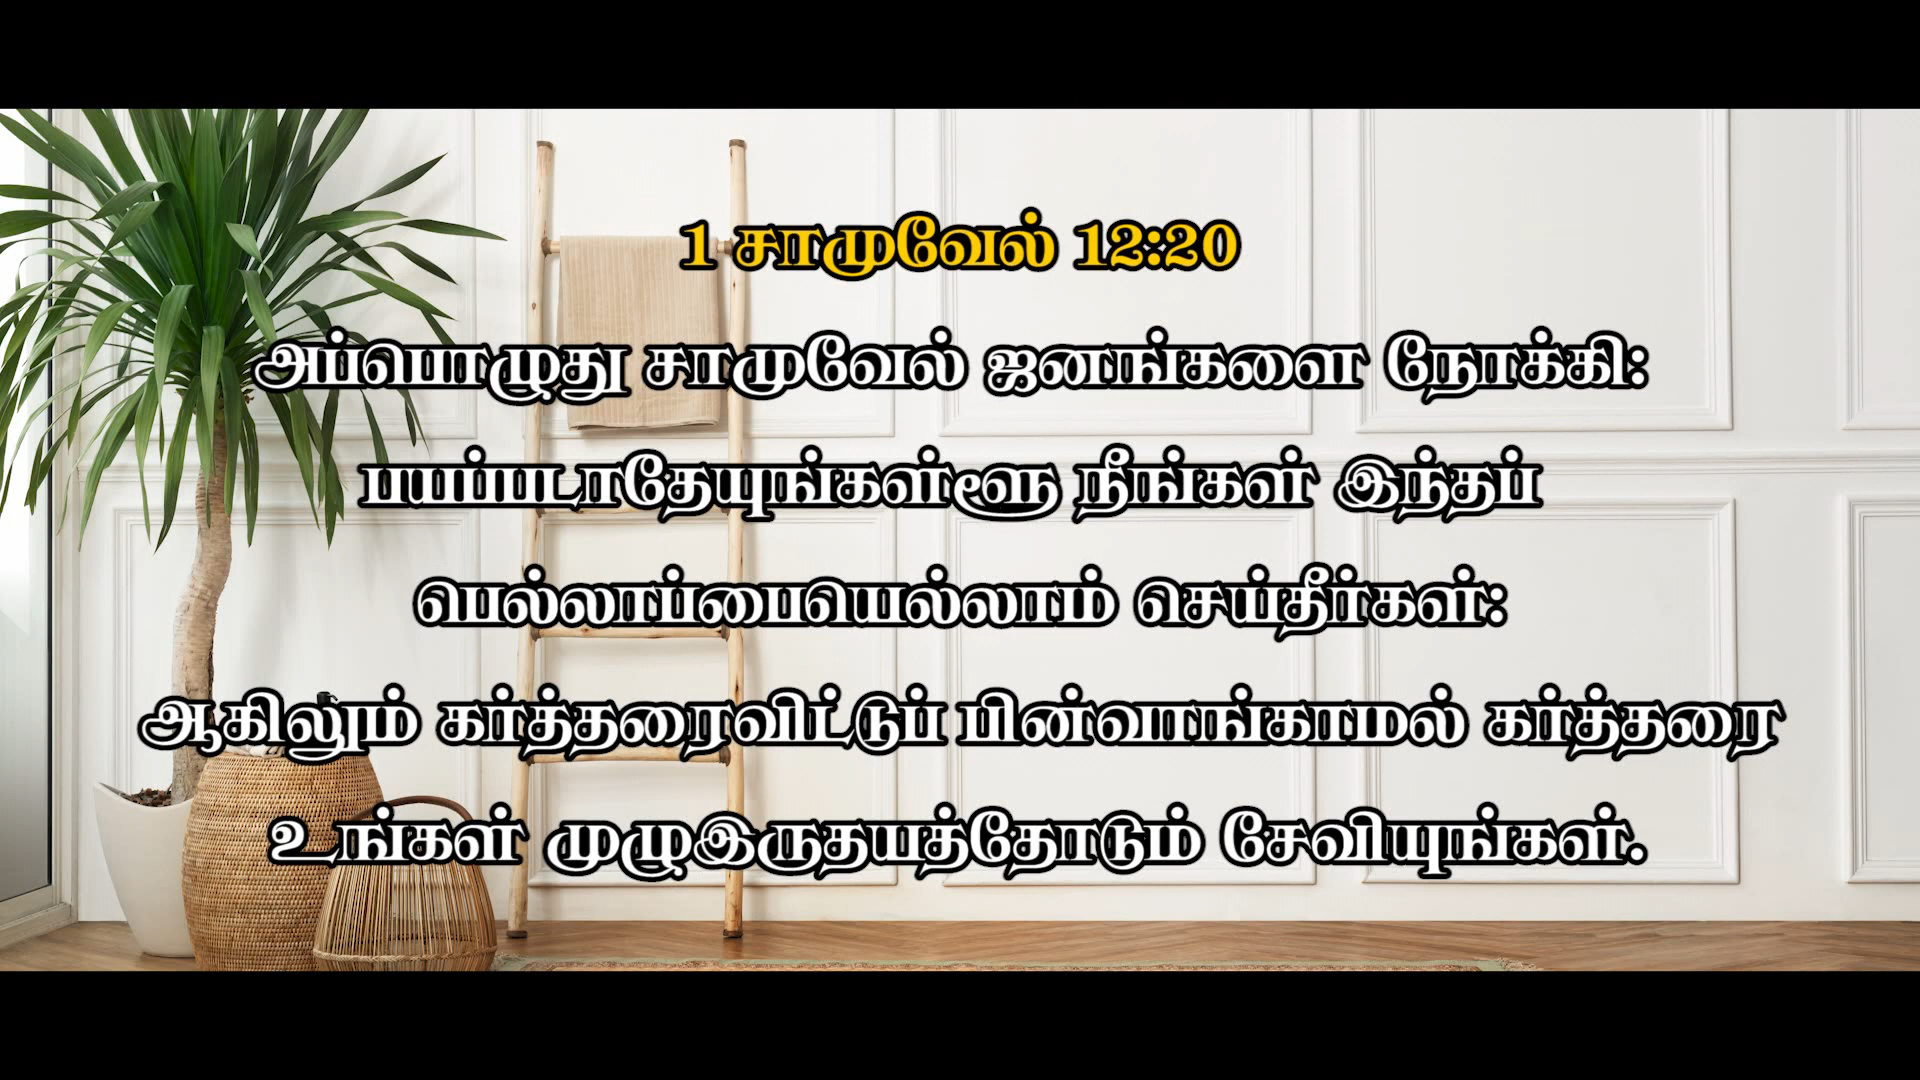 1 சாமுவேல் 12:20
அப்பொழுது சாமுவேல் ஜனங்களை நோக்கி:
பயப்படாதேயுங்கள்ளூ நீங்கள் இந்தப்
பெல்லாப்பையெல்லாம் செய்தீர்கள்:
ஆகிலும் கர்த்தரைவிட்டுப் பின்வாங்காமல் கர்த்தரை
உங்கள் முழுஇருதயத்தோடும் சேவியுங்கள்.